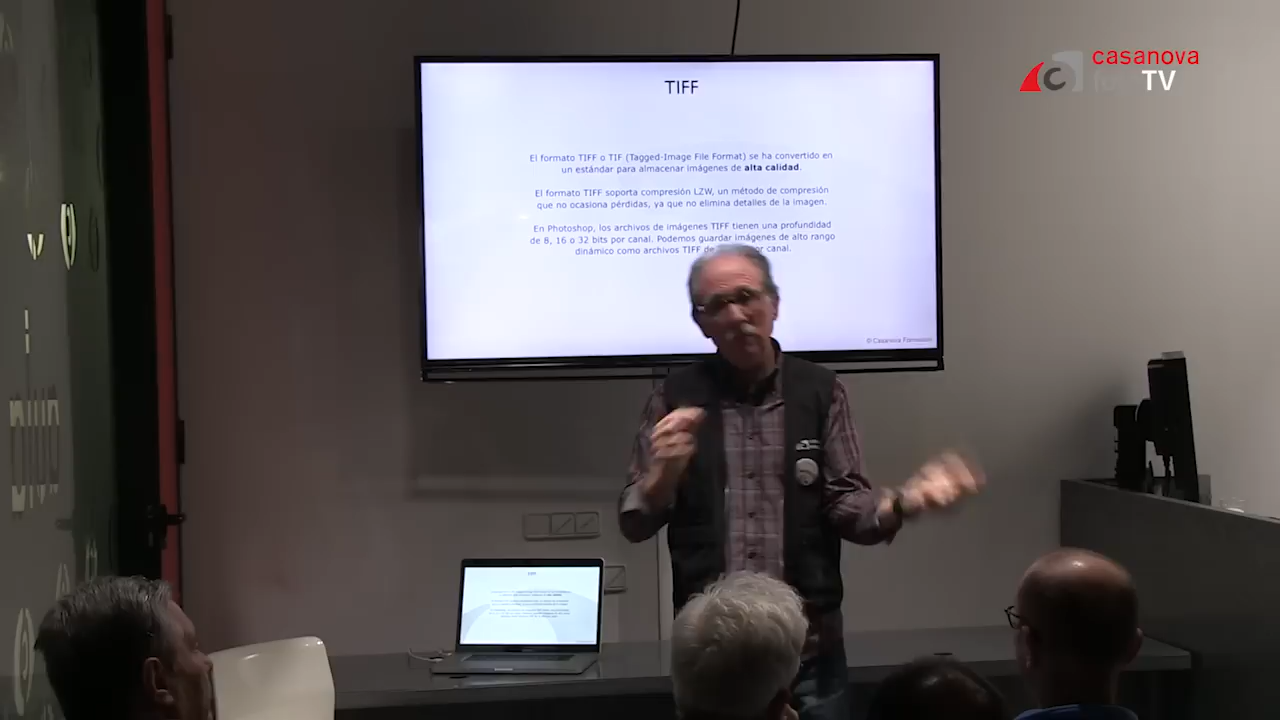 casanova
foto TV
TIFF
El formato TIFF o TIF (Tagged-Image File Format) se ha convertido en
un estándar para almacenar imágenes de alta calidad.
El formato TIFF soporta compresión LZW, un método de compresión
que no ocasiona pérdidas, ya que no elimina detalles de la imagen.
En Photoshop, los archivos de imágenes TIFF tienen una profundidad
de 8, 16 o 32 bits por canal. Podemos guardar imágenes de alto rango
dinámico como archivos TIFF de por canal.
© Casanova
TIFF